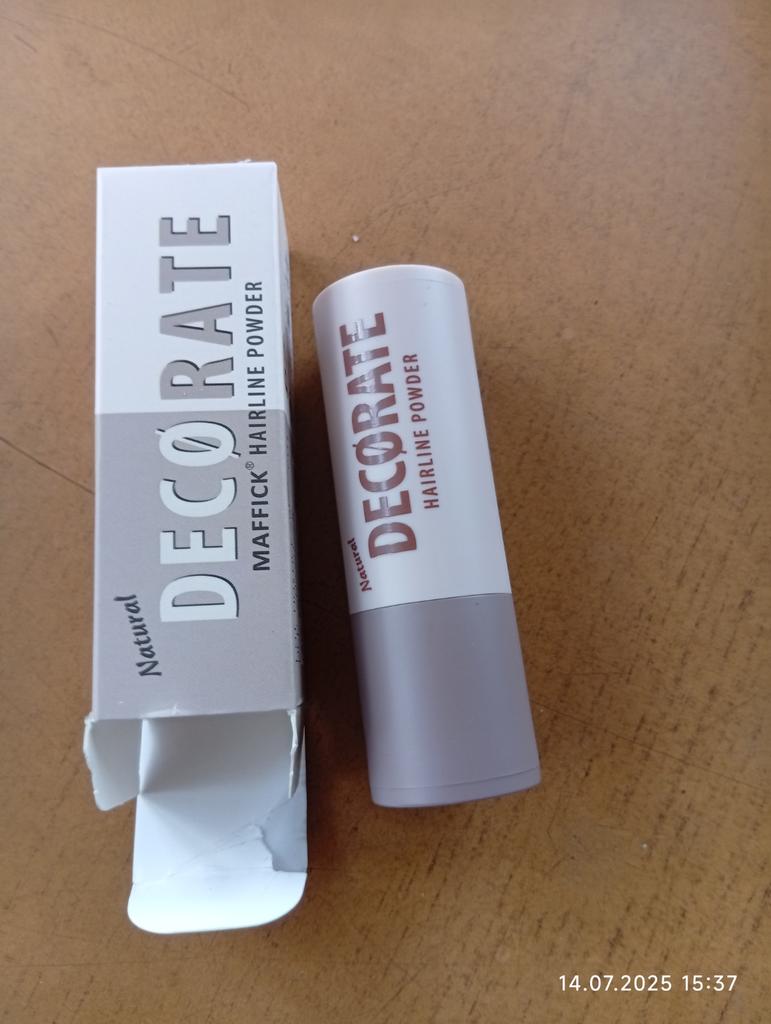 Natural
DECØRATE
MAFFICK® HAIRLINE POWDER
Natural
DECØRATE
HAIRLINE POWDER
14.07.2025 15:37